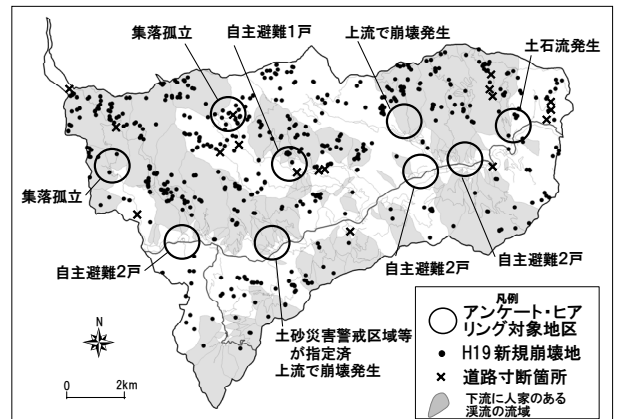 集落孤立
自主避難1戸
上流で崩壊発生
土石流発生
集落孤立
自主避難2戸
土砂災害警戒区域等
が指定済
上流で崩壊発生
自主避難2戸
自主避難2戸
N
0 2km
凡例
アンケート・ヒア
リング対象地区
H19新規崩壊地
道路寸断箇所
下流に人家のある
渓流の流域